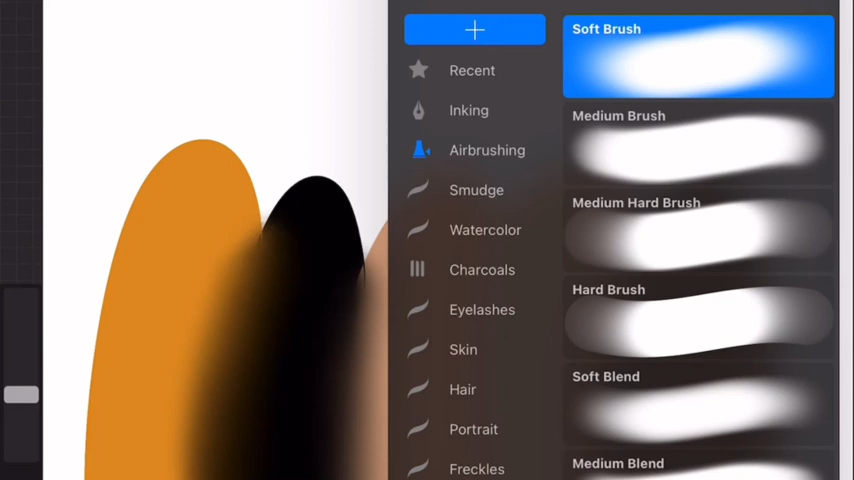 Recent
Inking
Airbrushing
Smudge
Watercolor
Charcoals
Eyelashes
Skin
Hair
Portrait
Freckles
Soft Brush
Medium Brush
Medium Hard Brush
Hard Brush
Soft Blend
Medium Blend